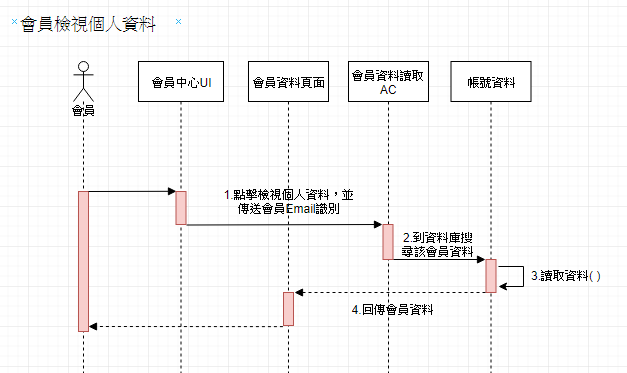 會員檢視個人資料
會員
會員中心UI
會員資料頁面
會員資料讀取
AC
帳號資料
1.點擊檢視個人資料，並
傳送會員Email識別
2.到資料庫搜
尋該會員資料
3.讀取資料( )
4.回傳會員資料